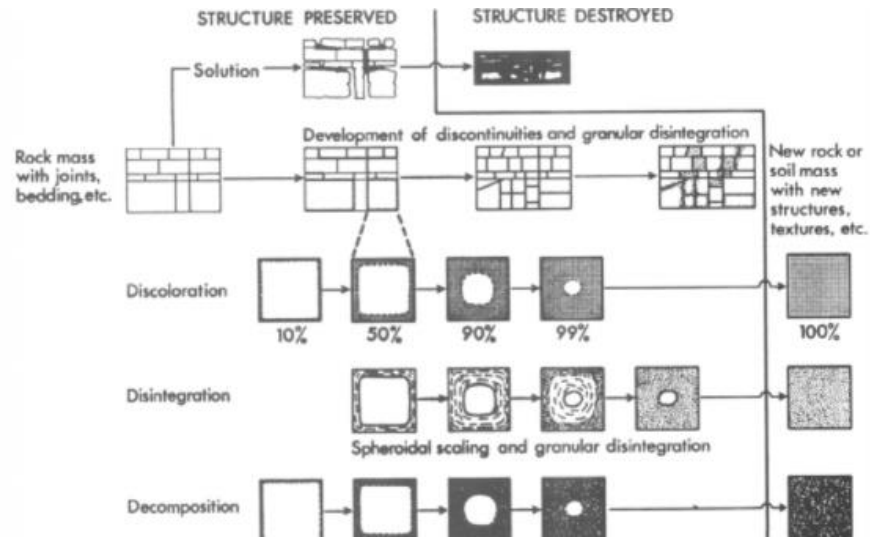 STRUCTURE PRESERVED
STRUCTURE DESTROYED
Solution
Development of discontinuities and granular disintegration
Rock mass
with joints,
bedding, etc.
New rock or
soil mass
with new
structures,
textures, etc.
Discoloration
10%
50%
90%
99%
100%
Disintegration
Spheroidal scaling and granular disintegration
Decomposition